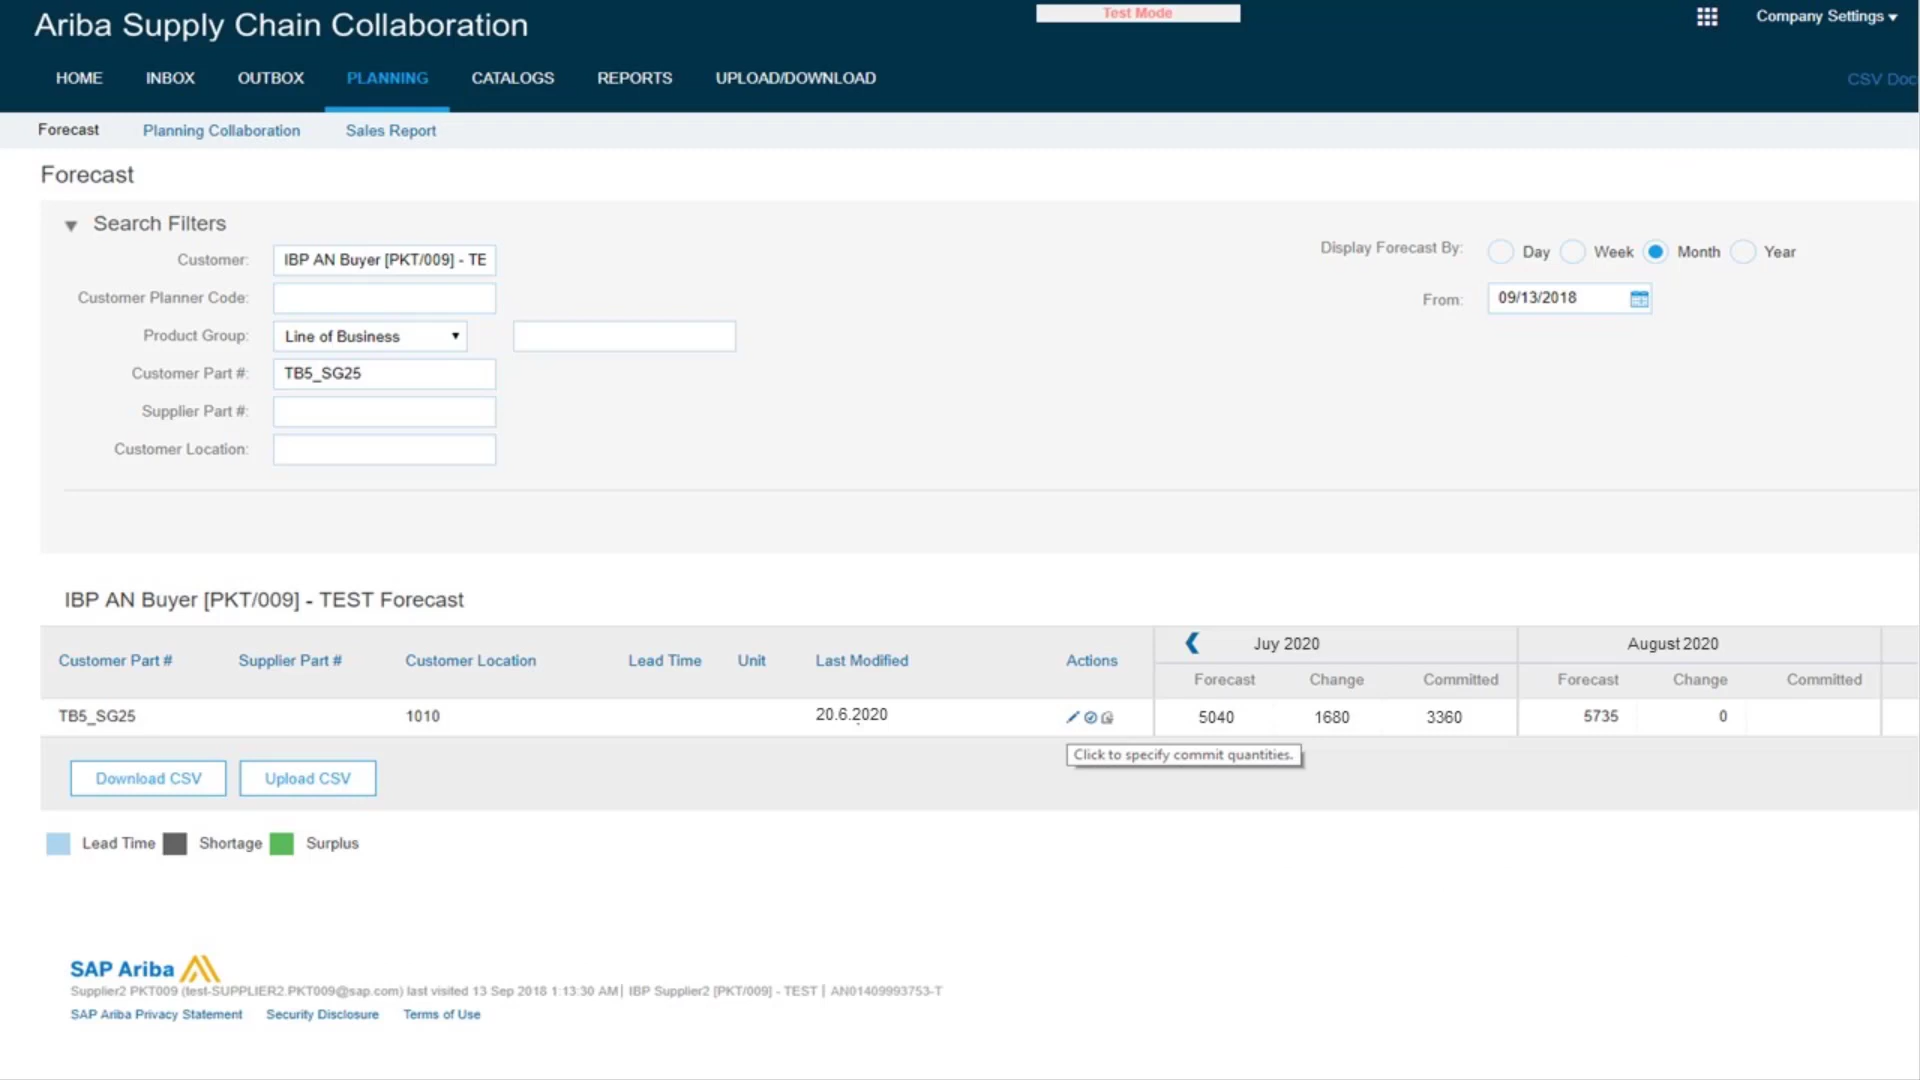 Ariba Supply Chain Collaboration
Test Mode
Company Settings
HOME INBOX OUTBOX PLANNING CATALOGS REPORTS UPLOAD/DOWNLOAD
CSV Doc
Forecast Planning Collaboration Sales Report
Forecast
Search Filters
Customer: IBP AN Buyer [PKT/009] - TE
Display Forecast By: Day Week Month Year
Customer Planner Code:
From: 09/13/2018
Product Group: Line of Business
Customer Part #: TB5_SG25
Supplier Part #:
Customer Location:
IBP AN Buyer [PKT/009] - TEST Forecast
Juy 2020 August 2020
Customer Part # Supplier Part # Customer Location Lead Time Unit Last Modified Actions
Forecast Change Committed Forecast Change Committed
TB5_SG25 1010 20.6.2020 5040 1680 3360 5735 0
Click to specify commit quantities.
Download CSV Upload CSV
Lead Time Shortage Surplus
SAP Ariba
Supplier2 PKT009 (test-SUPPLIER2.PKT009@sap.com) last visited 13 Sep 2018 1:13:30 AM | IBP Supplier2 [PKT/009] - TEST | AN01409993753-T
SAP Ariba Privacy Statement Security Disclosure Terms of Use